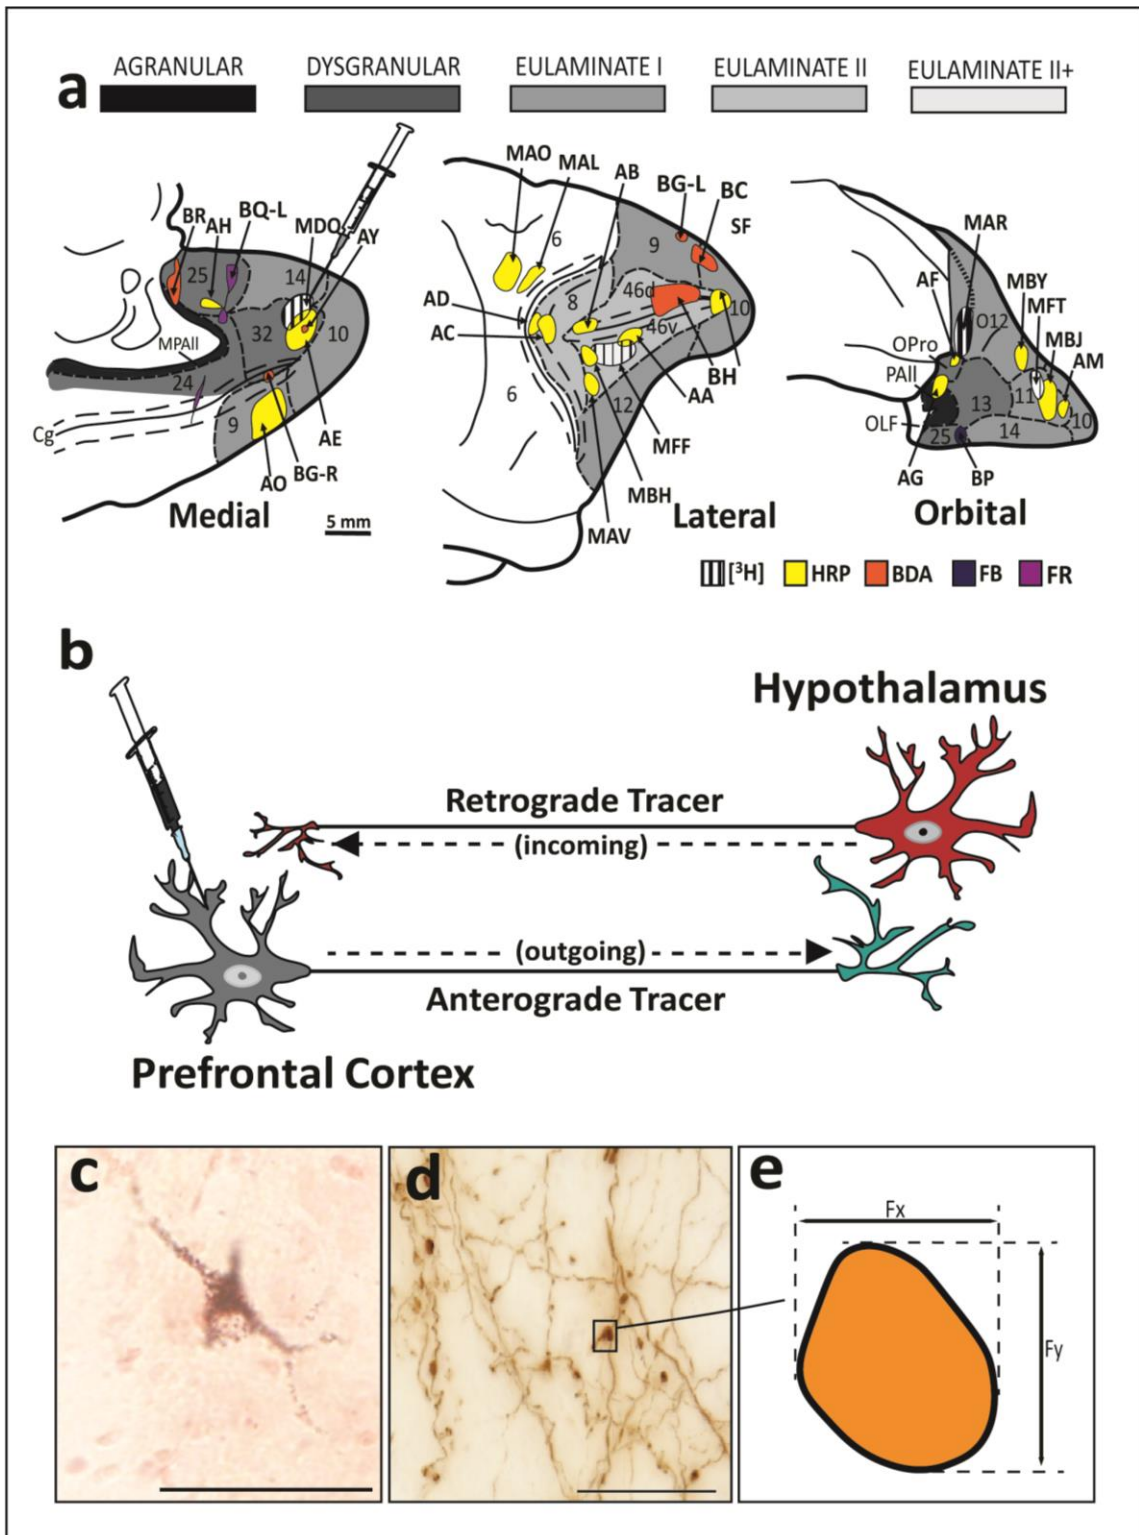 a
AGRANULAR DYSGRANULAR EULAMINATE I EULAMINATE II EULAMINATE II+
BR AH BQ-L MDQ AY
25 14 32 10
MPAll
24
9
Cg
AE
BG-R
AO
Medial
5 mm
MAO MAL AB BG-L BC
SF
6 9
8 46d
46v 10
AD
AC
6
12
BH
AA
MFF
MBH
MAV
Lateral
MAR
AF MBY
MFT
O12 MBJ
AM
OPro
PAll
13 11 10
OLF
25 14
AG BP
Orbital
[³H] HRP BDA FB FR
b
Hypothalamus
Retrograde Tracer
(incoming)
(outgoing)
Anterograde Tracer
Prefrontal Cortex
c d e
Fx
Fy